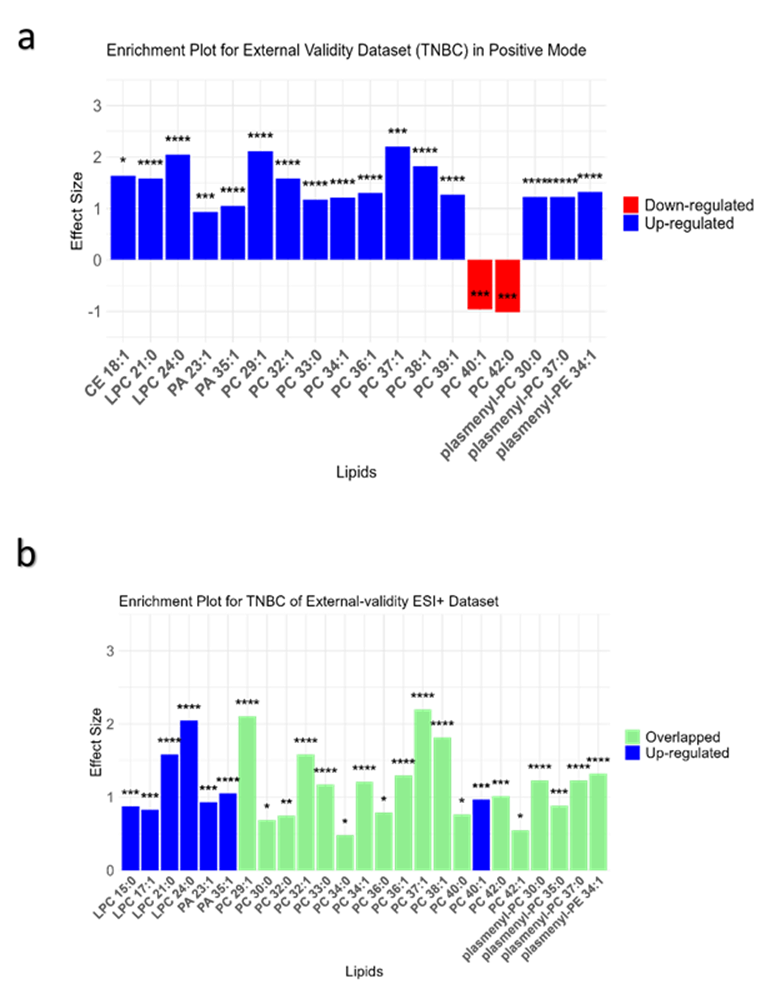 a
Enrichment Plot for External Validity Dataset (TNBC) in Positive Mode
Effect Size
3
2
1
0
-1
* **** **** *** **** **** **** **** **** **** *** **** **** *** *** **** **** ****
Down-regulated
Up-regulated
CE 18:1
LPC 21:0
LPC 24:0
PA 23:1
PA 35:1
PC 29:1
PC 32:1
PC 33:0
PC 34:1
PC 36:1
PC 37:1
PC 38:1
PC 39:1
PC 40:1
PC 42:0
plasmenyl-PC 30:0
plasmenyl-PC 37:0
plasmenyl-PE 34:1
Lipids
b
Enrichment Plot for TNBC of External-validity ESI+ Dataset
Effect Size
3
2
1
0
*** *** **** **** *** **** **** * ** **** **** * **** * **** **** **** * *** *** * **** *** **** ****
Overlapped
Up-regulated
LPC 15:0
LPC 17:1
LPC 21:0
LPC 24:0
PA 23:1
PA 35:1
PC 29:1
PC 30:0
PC 32:0
PC 32:1
PC 33:0
PC 34:0
PC 34:1
PC 36:0
PC 36:1
PC 37:1
PC 38:1
PC 40:0
PC 40:1
PC 42:0
PC 42:1
plasmenyl-PC 30:0
plasmenyl-PC 35:0
plasmenyl-PC 37:0
plasmenyl-PE 34:1
Lipids